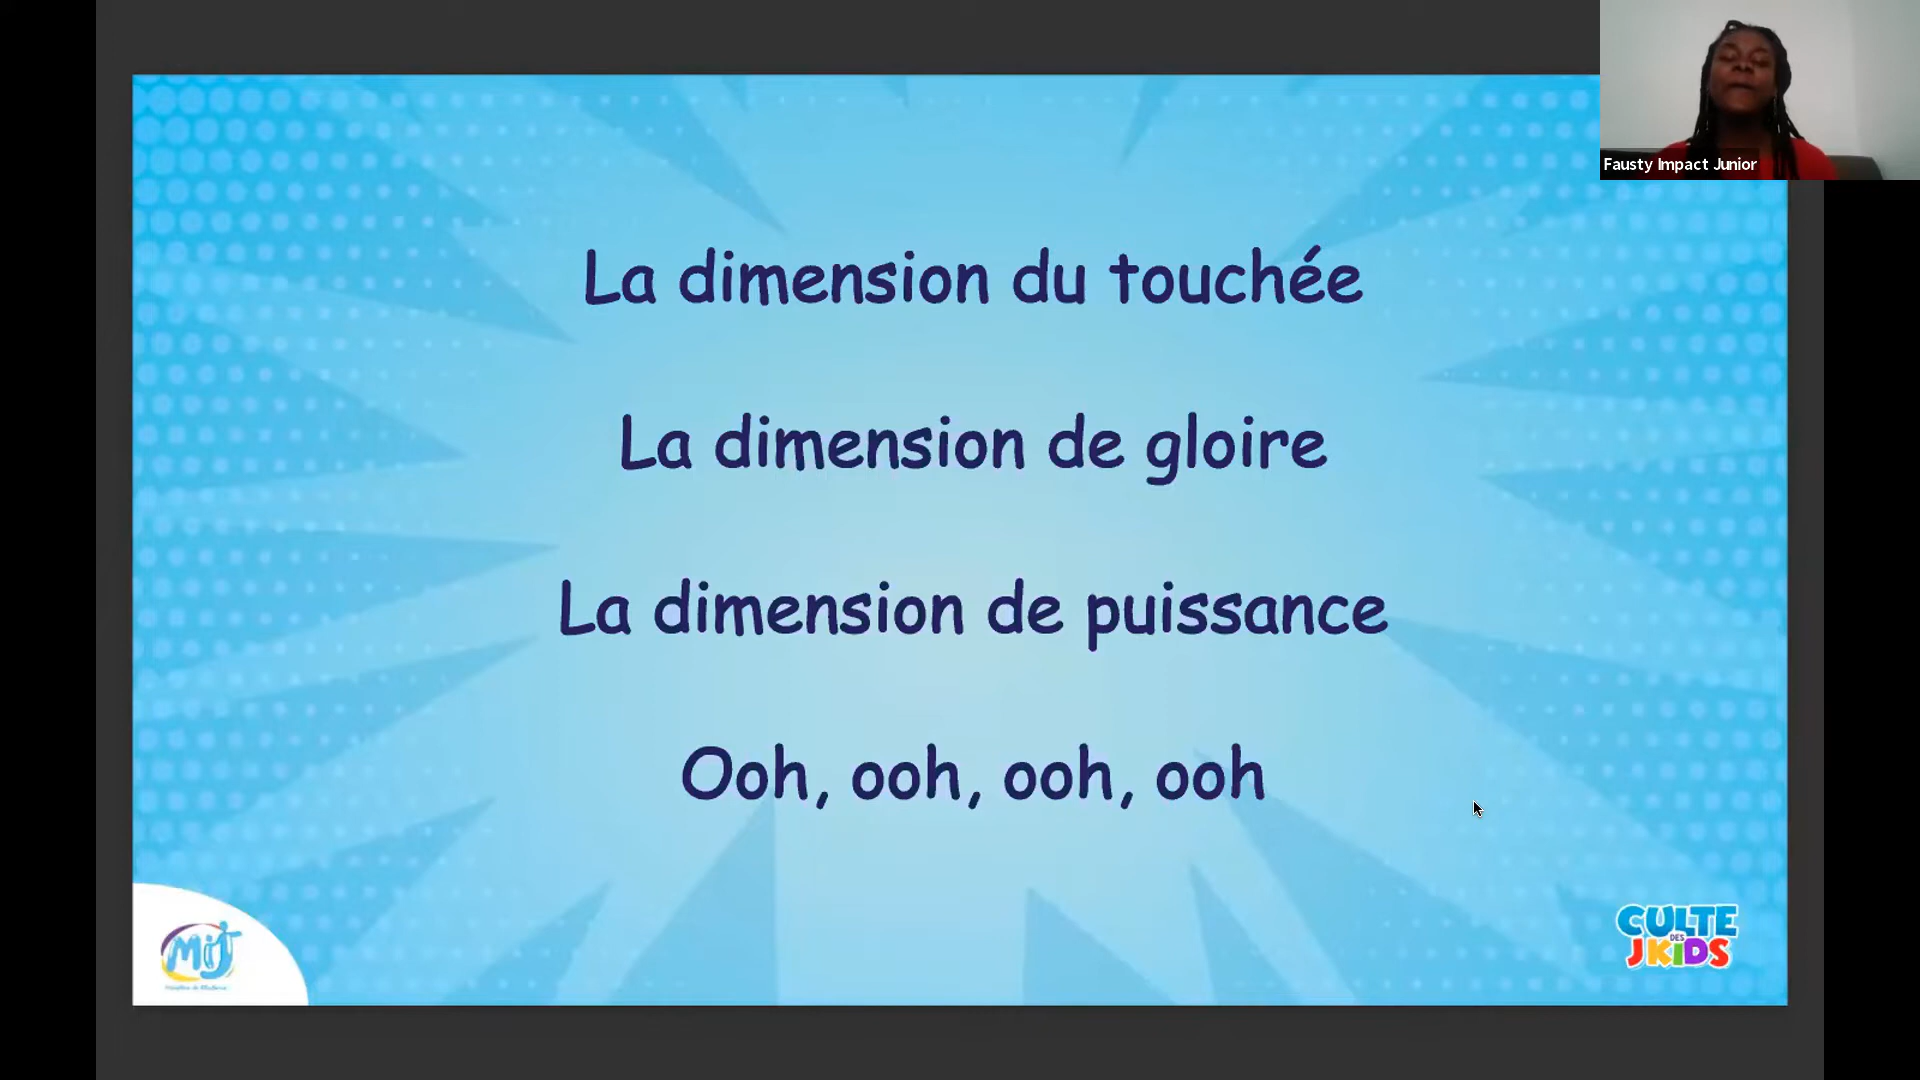 Fausty Impact Junior
La dimension du touchée
La dimension de gloire
La dimension de puissance
Ooh, ooh, ooh, ooh
MIJ
CULTE
DES
JKIDS